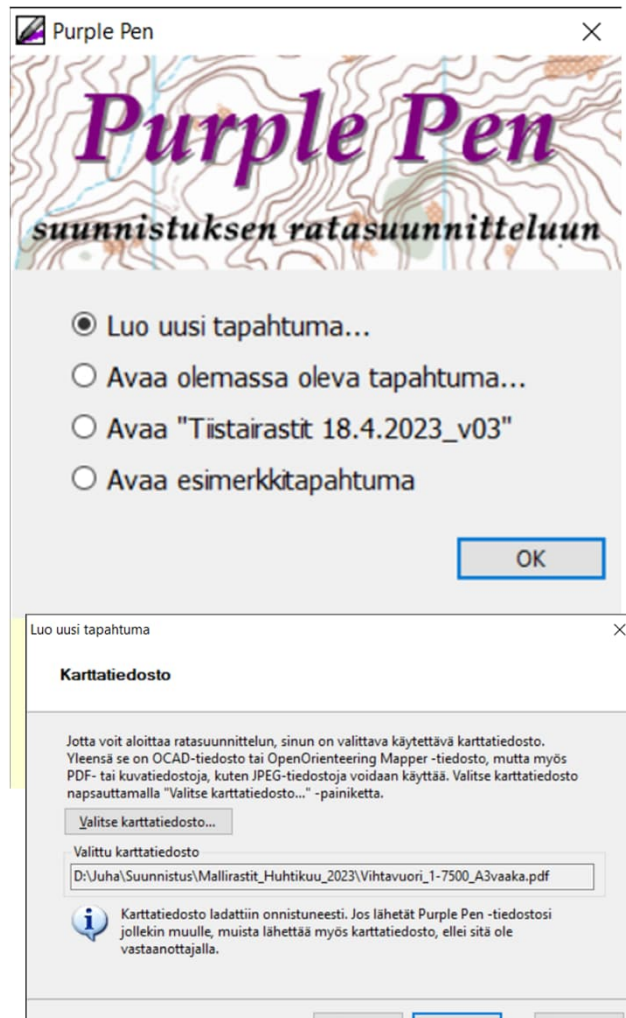 Purple Pen
Purple Pen
suunnistuksen ratasuunnitteluun
Luo uusi tapahtuma...
Avaa olemassa oleva tapahtuma...
Avaa "Tiistairastit 18.4.2023_v03"
Avaa esimerkkitapahtuma
OK
Luo uusi tapahtuma
Karttatiedosto
Jotta voit aloittaa ratasuunnittelun, sinun on valittava käytettävä karttatiedosto.
Yleensä se on OCAD-tiedosto tai OpenOrienteering Mapper -tiedosto, mutta myös
PDF- tai kuvatiedostoja, kuten JPEG-tiedostoja voidaan käyttää. Valitse karttatiedosto
napsauttamalla "Valitse karttatiedosto..." -painiketta.
Valitse karttatiedosto...
Valittu karttatiedosto
D:\Juha\Suunnistus\Mallirastit_Huhtikuu_2023\Vihtavuori_1-7500_A3vaaka.pdf
Karttatiedosto ladattiin onnistuneesti. Jos lähetät Purple Pen -tiedostosi
jollekin muulle, muista lähettää myös karttatiedosto, ellei sitä ole
vastaanottajalla.